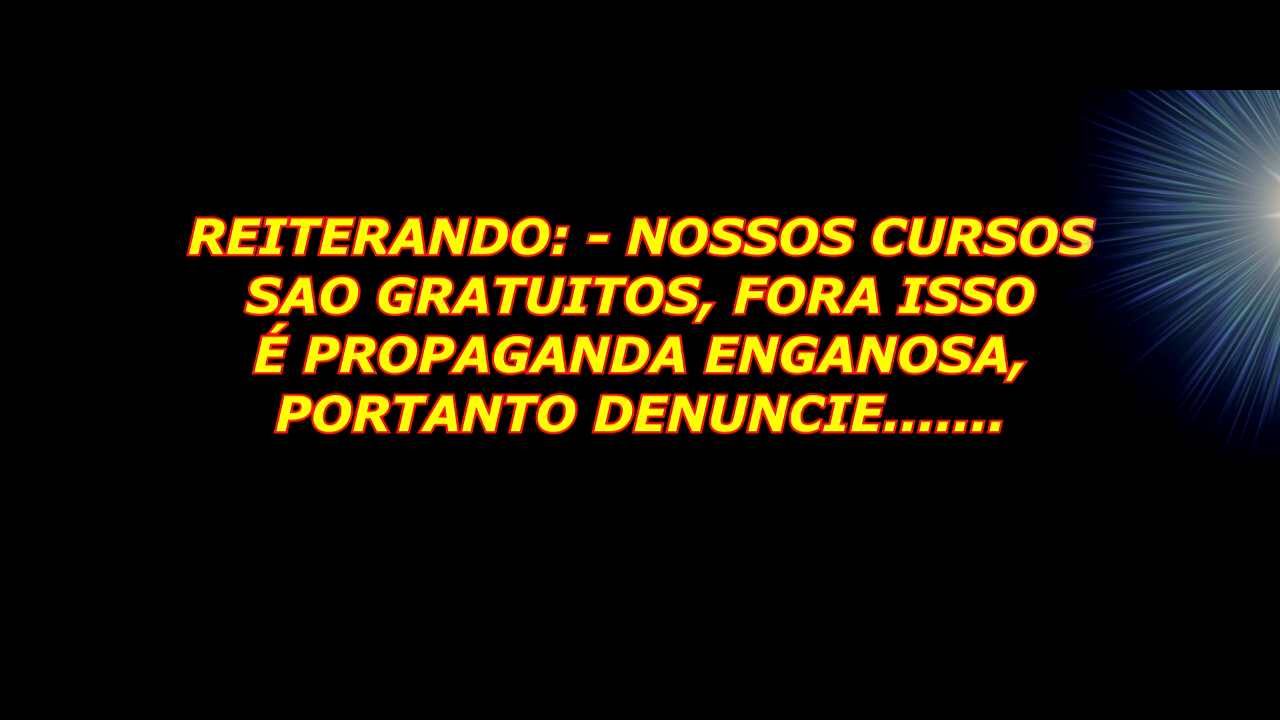 REITERANDO: - NOSSOS CURSOS
SAO GRATUITOS, FORA ISSO
É PROPAGANDA ENGANOSA,
PORTANTO DENUNCIE.......